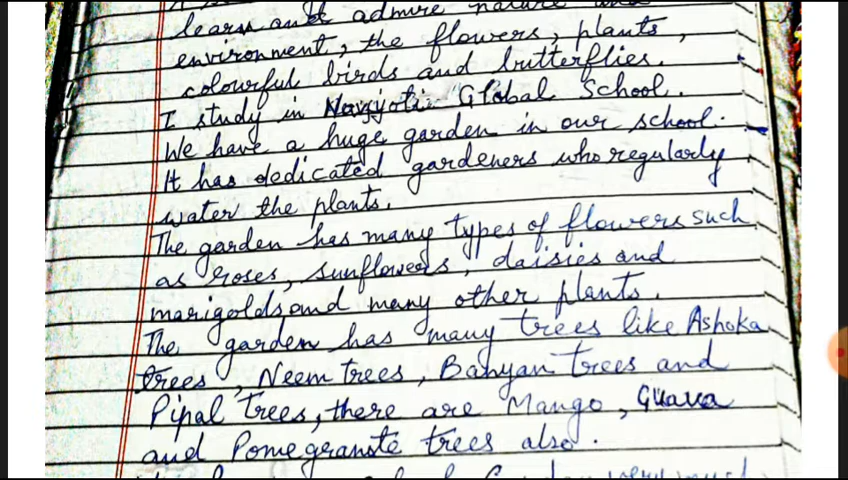 learn and admire nature and
environment, the flowers, plants,
colourful birds and butterflies.
I study in Navjyoti Global School.
We have a huge garden in our school.
It has dedicated gardeners who regularly
water the plants.
The garden has many types of flowers such
as roses, sunflowers, daisies and
marigolds and many other plants.
The garden has many trees like Ashoka
trees, Neem trees, Banyan trees and
Pipal Trees, there are Mango, Guava
and Pomegranate trees also.